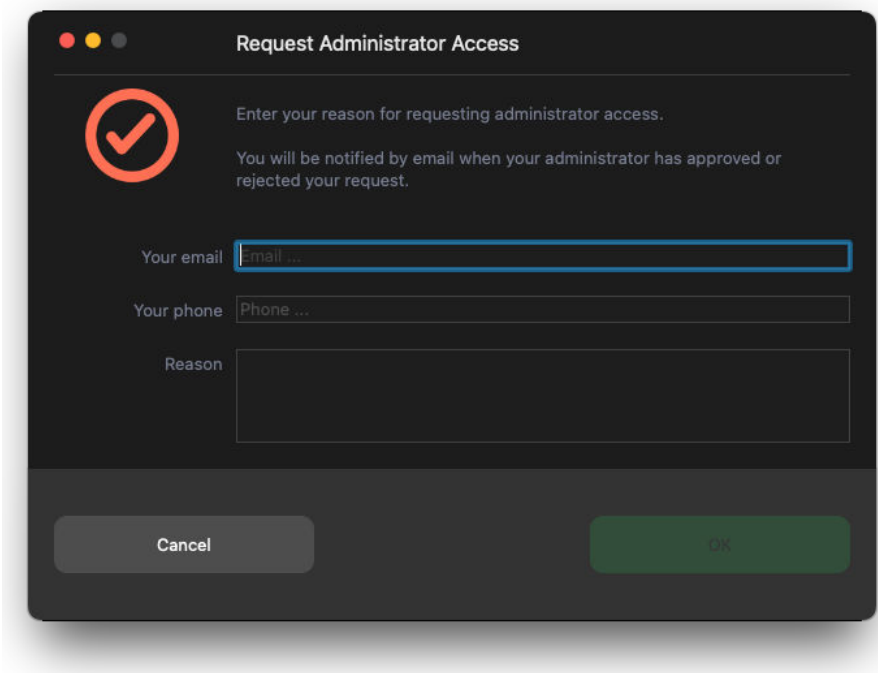 Request Administrator Access
Enter your reason for requesting administrator access.
You will be notified by email when your administrator has approved or
rejected your request.
Your email
Email ...
Your phone
Phone ...
Reason
Cancel
OK